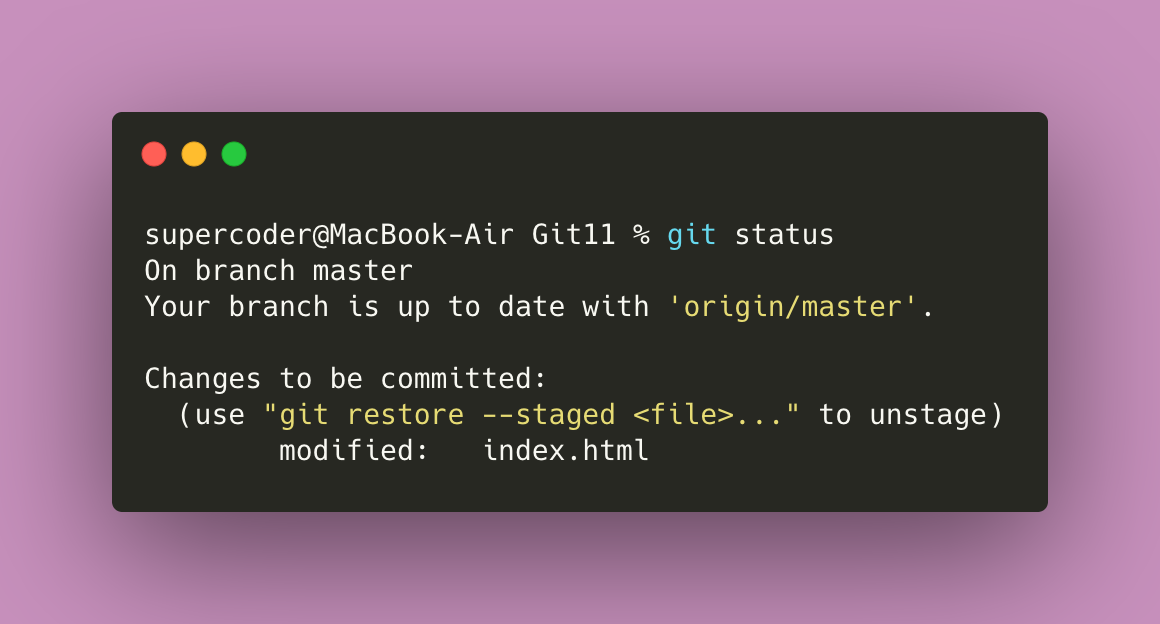 supercoder@MacBook-Air Git11 % git status
On branch master
Your branch is up to date with 'origin/master'.
Changes to be committed:
(use "git restore --staged <file>..." to unstage)
modified:   index.html